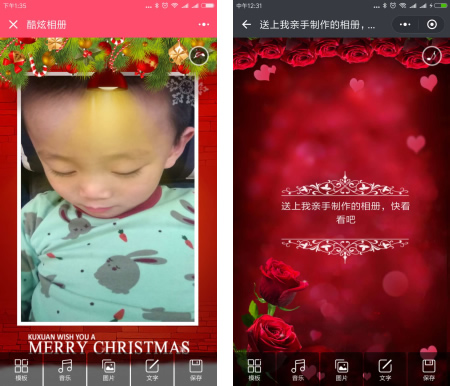 下午1:35
酷炫相册
KUXUAN WISH YOU A
MERRY CHRISTMAS
模板
音乐
图片
文字
保存
中午12:31
送上我亲手制作的相册，...
送上我亲手制作的相册，快看
看吧
模板
音乐
图片
文字
保存